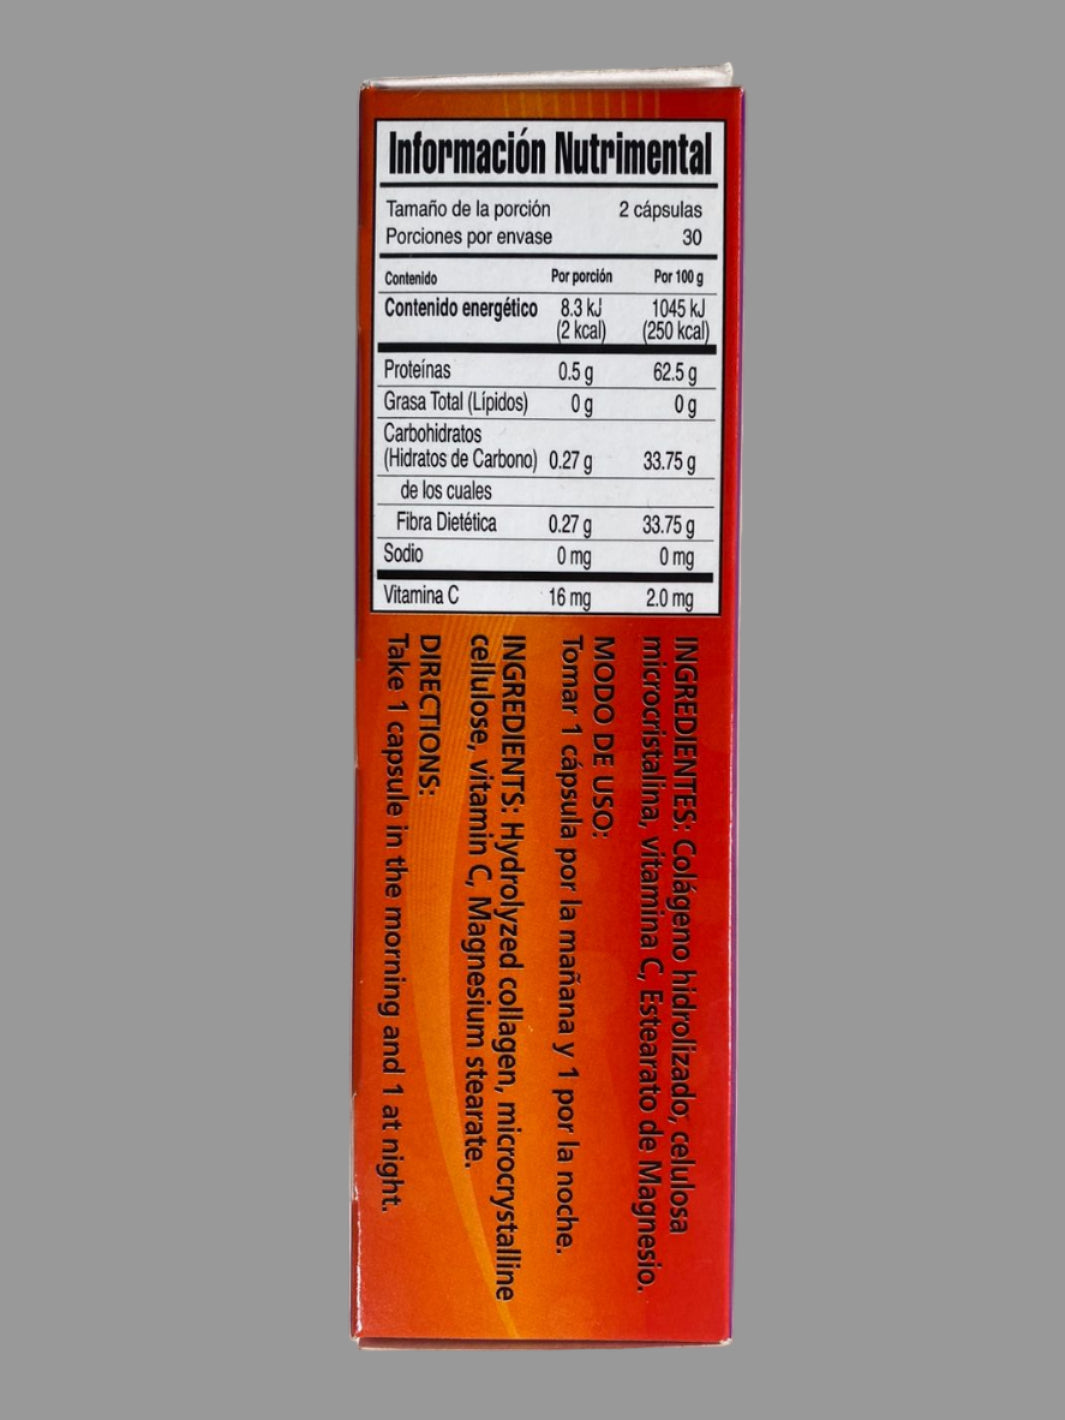 Información Nutrimental
Tamaño de la porción 2 cápsulas
Porciones por envase 30
Contenido Por porción Por 100 g
Contenido energético 8.3 kJ 1045 kJ
(2 kcal) (250 kcal)
Proteínas 0.5 g 62.5 g
Grasa Total (Lípidos) 0 g 0 g
Carbohidratos
(Hidratos de Carbono) 0.27 g 33.75 g
de los cuales
Fibra Dietética 0.27 g 33.75 g
Sodio 0 mg 0 mg
Vitamina C 16 mg 2.0 mg
INGREDIENTES: Colágeno hidrolizado, celulosa
microcristalina, vitamina C, Estearato de Magnesio.
MODO DE USO:
Tomar 1 cápsula por la mañana y 1 por la noche.
INGREDIENTS: Hydrolyzed collagen, microcrystalline
cellulose, vitamin C, Magnesium stearate.
DIRECTIONS:
Take 1 capsule in the morning and 1 at night.